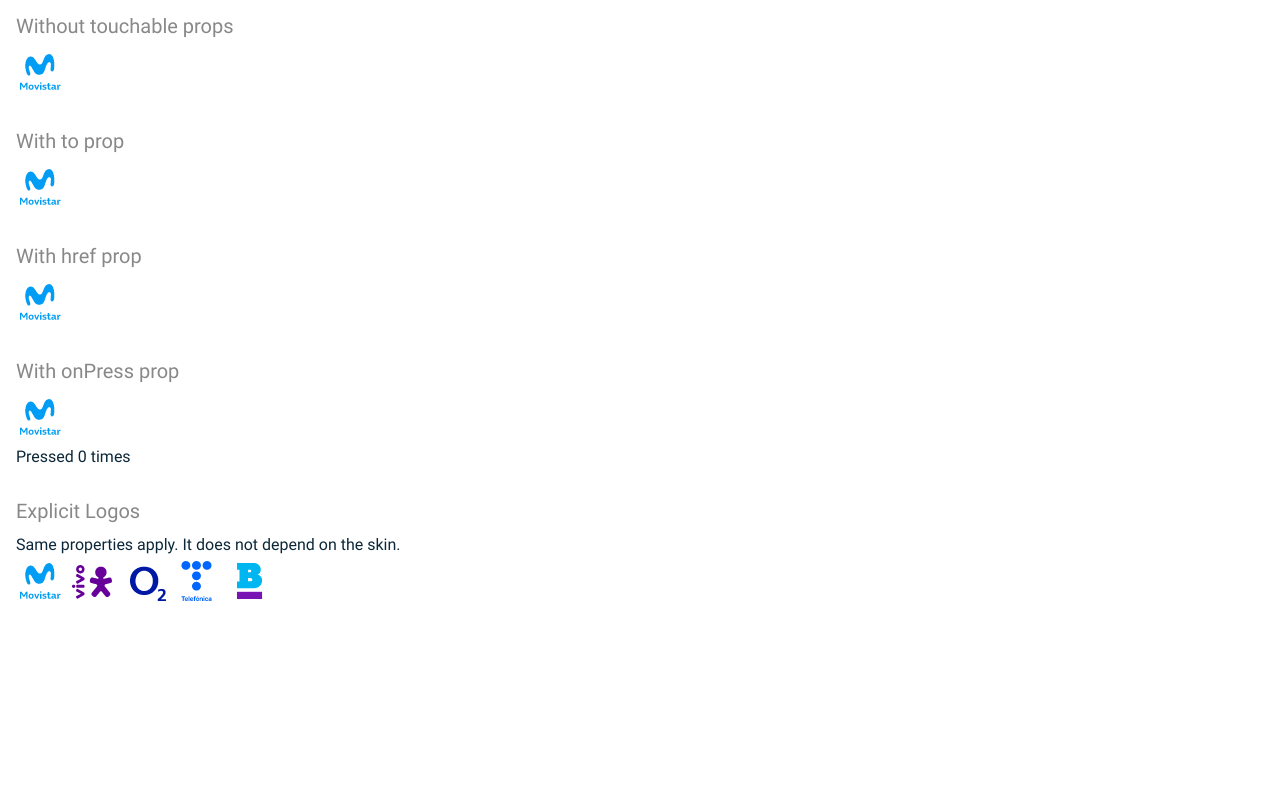 Without touchable props
Movistar
With to prop
Movistar
With href prop
Movistar
With onPress prop
Movistar
Pressed 0 times
Explicit Logos
Same properties apply. It does not depend on the skin.
Movistar vivo O2 Telefónica B